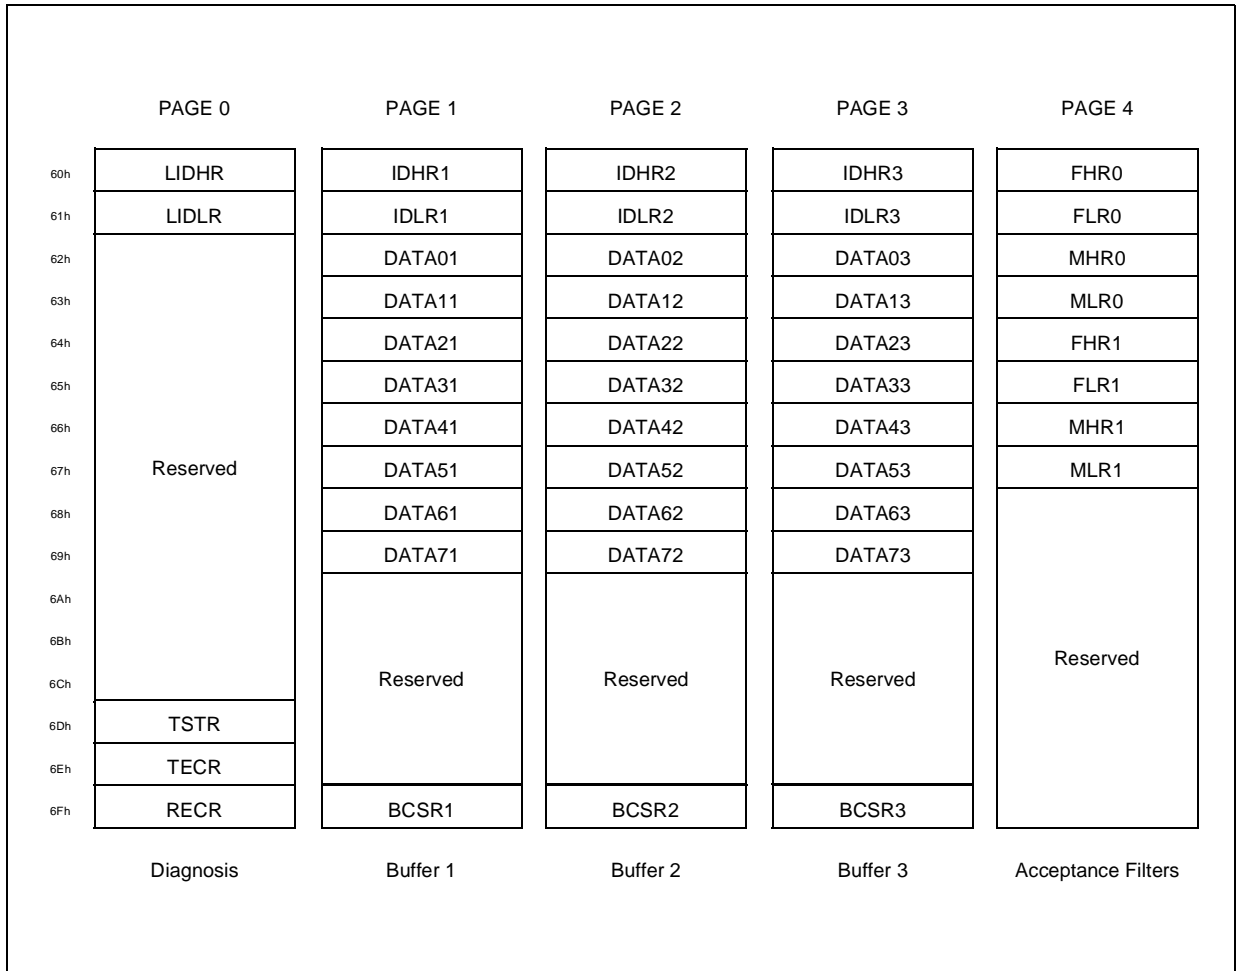 PAGE 0 PAGE 1 PAGE 2 PAGE 3 PAGE 4
60h LIDHR IDHR1 IDHR2 IDHR3 FHR0
61h LIDLR IDLR1 IDLR2 IDLR3 FLR0
62h DATA01 DATA02 DATA03 MHR0
63h DATA11 DATA12 DATA13 MLR0
64h DATA21 DATA22 DATA23 FHR1
65h DATA31 DATA32 DATA33 FLR1
66h DATA41 DATA42 DATA43 MHR1
67h Reserved DATA51 DATA52 DATA53 MLR1
68h DATA61 DATA62 DATA63
69h DATA71 DATA72 DATA73
6Ah
6Bh
Reserved
6Ch Reserved Reserved Reserved
6Dh TSTR
6Eh TECR
6Fh RECR BCSR1 BCSR2 BCSR3
Diagnosis Buffer 1 Buffer 2 Buffer 3 Acceptance Filters